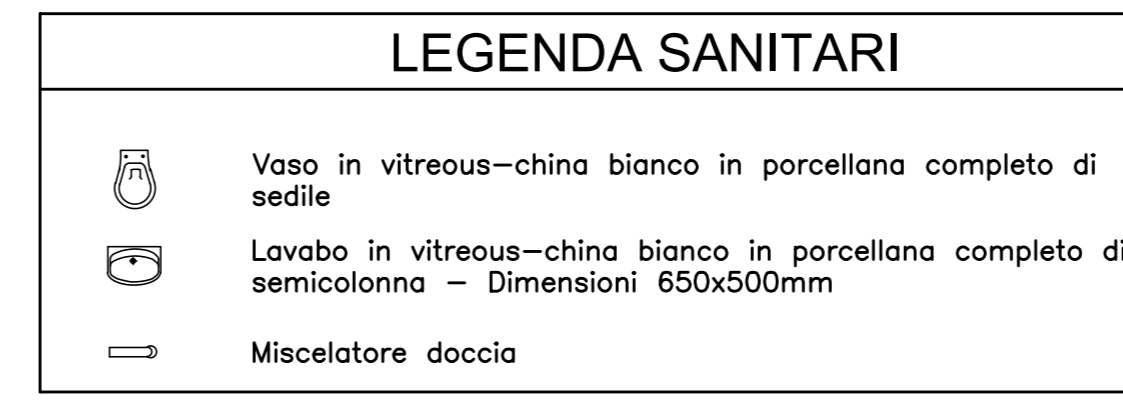 LEGENDA SANITARI
Vaso in vitreous-china bianco in porcellana completo di
sedile
Lavabo in vitreous-china bianco in porcellana completo di
semicolonna - Dimensioni 650x500mm
Miscelatore doccia